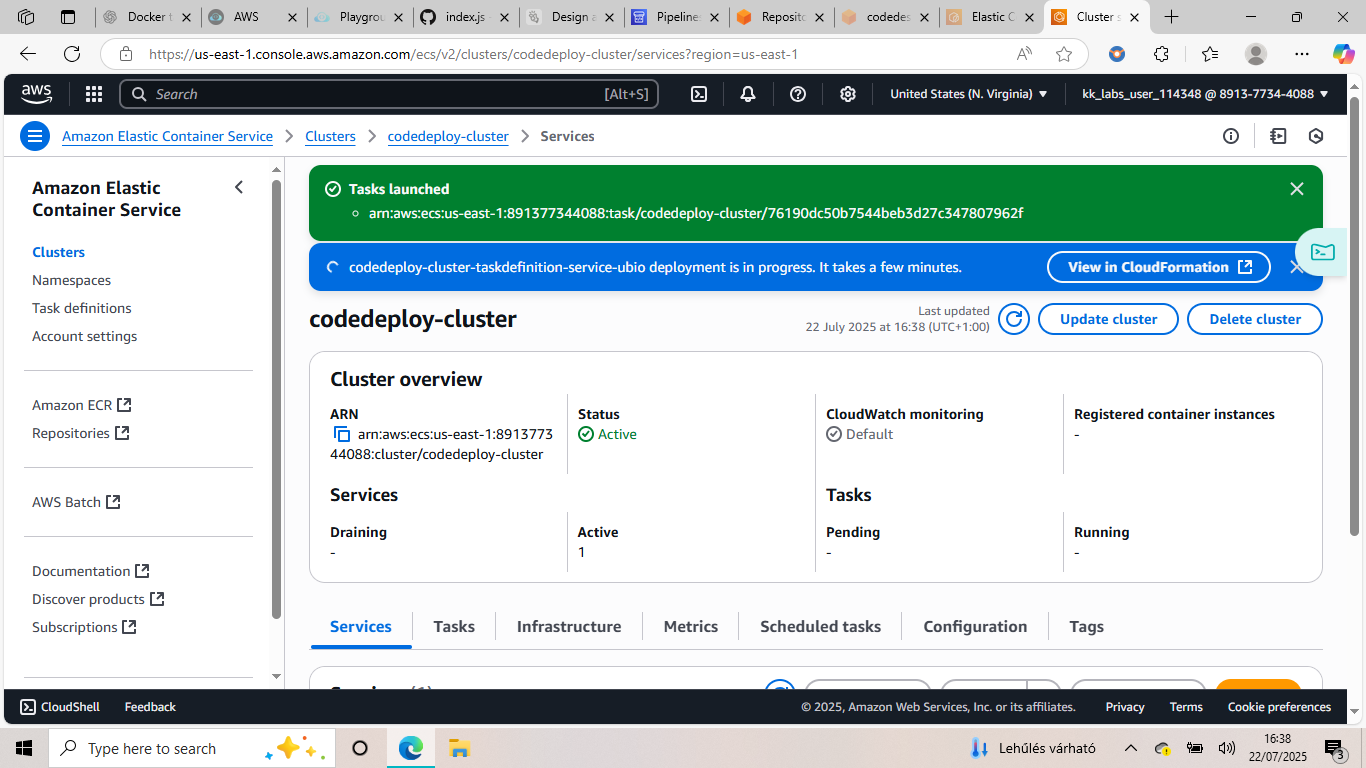 Docker t
AWS
Playgrou
index.js -
Design a
Pipeline
Reposito
codedes
Elastic C
Cluster s
https://us-east-1.console.aws.amazon.com/ecs/v2/clusters/codedeploy-cluster/services?region=us-east-1
aws
Search
[Alt+S]
United States (N. Virginia)
kk_labs_user_114348 @ 8913-7734-4088
Amazon Elastic Container Service
Clusters
codedeploy-cluster
Services
Amazon Elastic
Container Service
Clusters
Namespaces
Task definitions
Account settings
Amazon ECR
Repositories
AWS Batch
Documentation
Discover products
Subscriptions
Tasks launched
arn:aws:ecs:us-east-1:891377344088:task/codedeploy-cluster/76190dc50b7544beb3d27c347807962f
codedeploy-cluster-taskdefinition-service-ubio deployment is in progress. It takes a few minutes.
View in CloudFormation
codedeploy-cluster
Last updated
22 July 2025 at 16:38 (UTC+1:00)
Update cluster
Delete cluster
Cluster overview
ARN
arn:aws:ecs:us-east-1:8913773
44088:cluster/codedeploy-cluster
Status
Active
CloudWatch monitoring
Default
Registered container instances
-
Services
Tasks
Draining
-
Active
1
Pending
-
Running
-
Services
Tasks
Infrastructure
Metrics
Scheduled tasks
Configuration
Tags
CloudShell
Feedback
© 2025, Amazon Web Services, Inc. or its affiliates.
Privacy
Terms
Cookie preferences
Type here to search
Lehűlés várható
16:38
22/07/2025
3